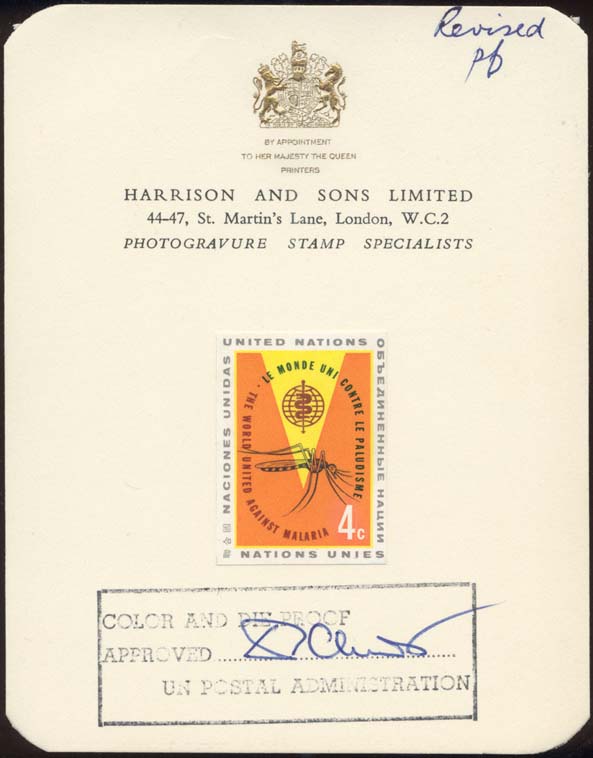 Revised
BY APPOINTMENT
TO HER MAJESTY THE QUEEN
PRINTERS
HARRISON AND SONS LIMITED
44-47, St. Martin's Lane, London, W.C.2
PHOTOGRAVURE STAMP SPECIALISTS
UNITED NATIONS
NACIONES UNIDAS
ОБЪЕДИНЕННЫЕ НАЦИИ
LE MONDE UNI CONTRE LE PALUDISME ·
THE WORLD UNITED AGAINST MALARIA
4c
NATIONS UNIES
COLOR AND DIE PROOF
APPROVED
UN POSTAL ADMINISTRATION